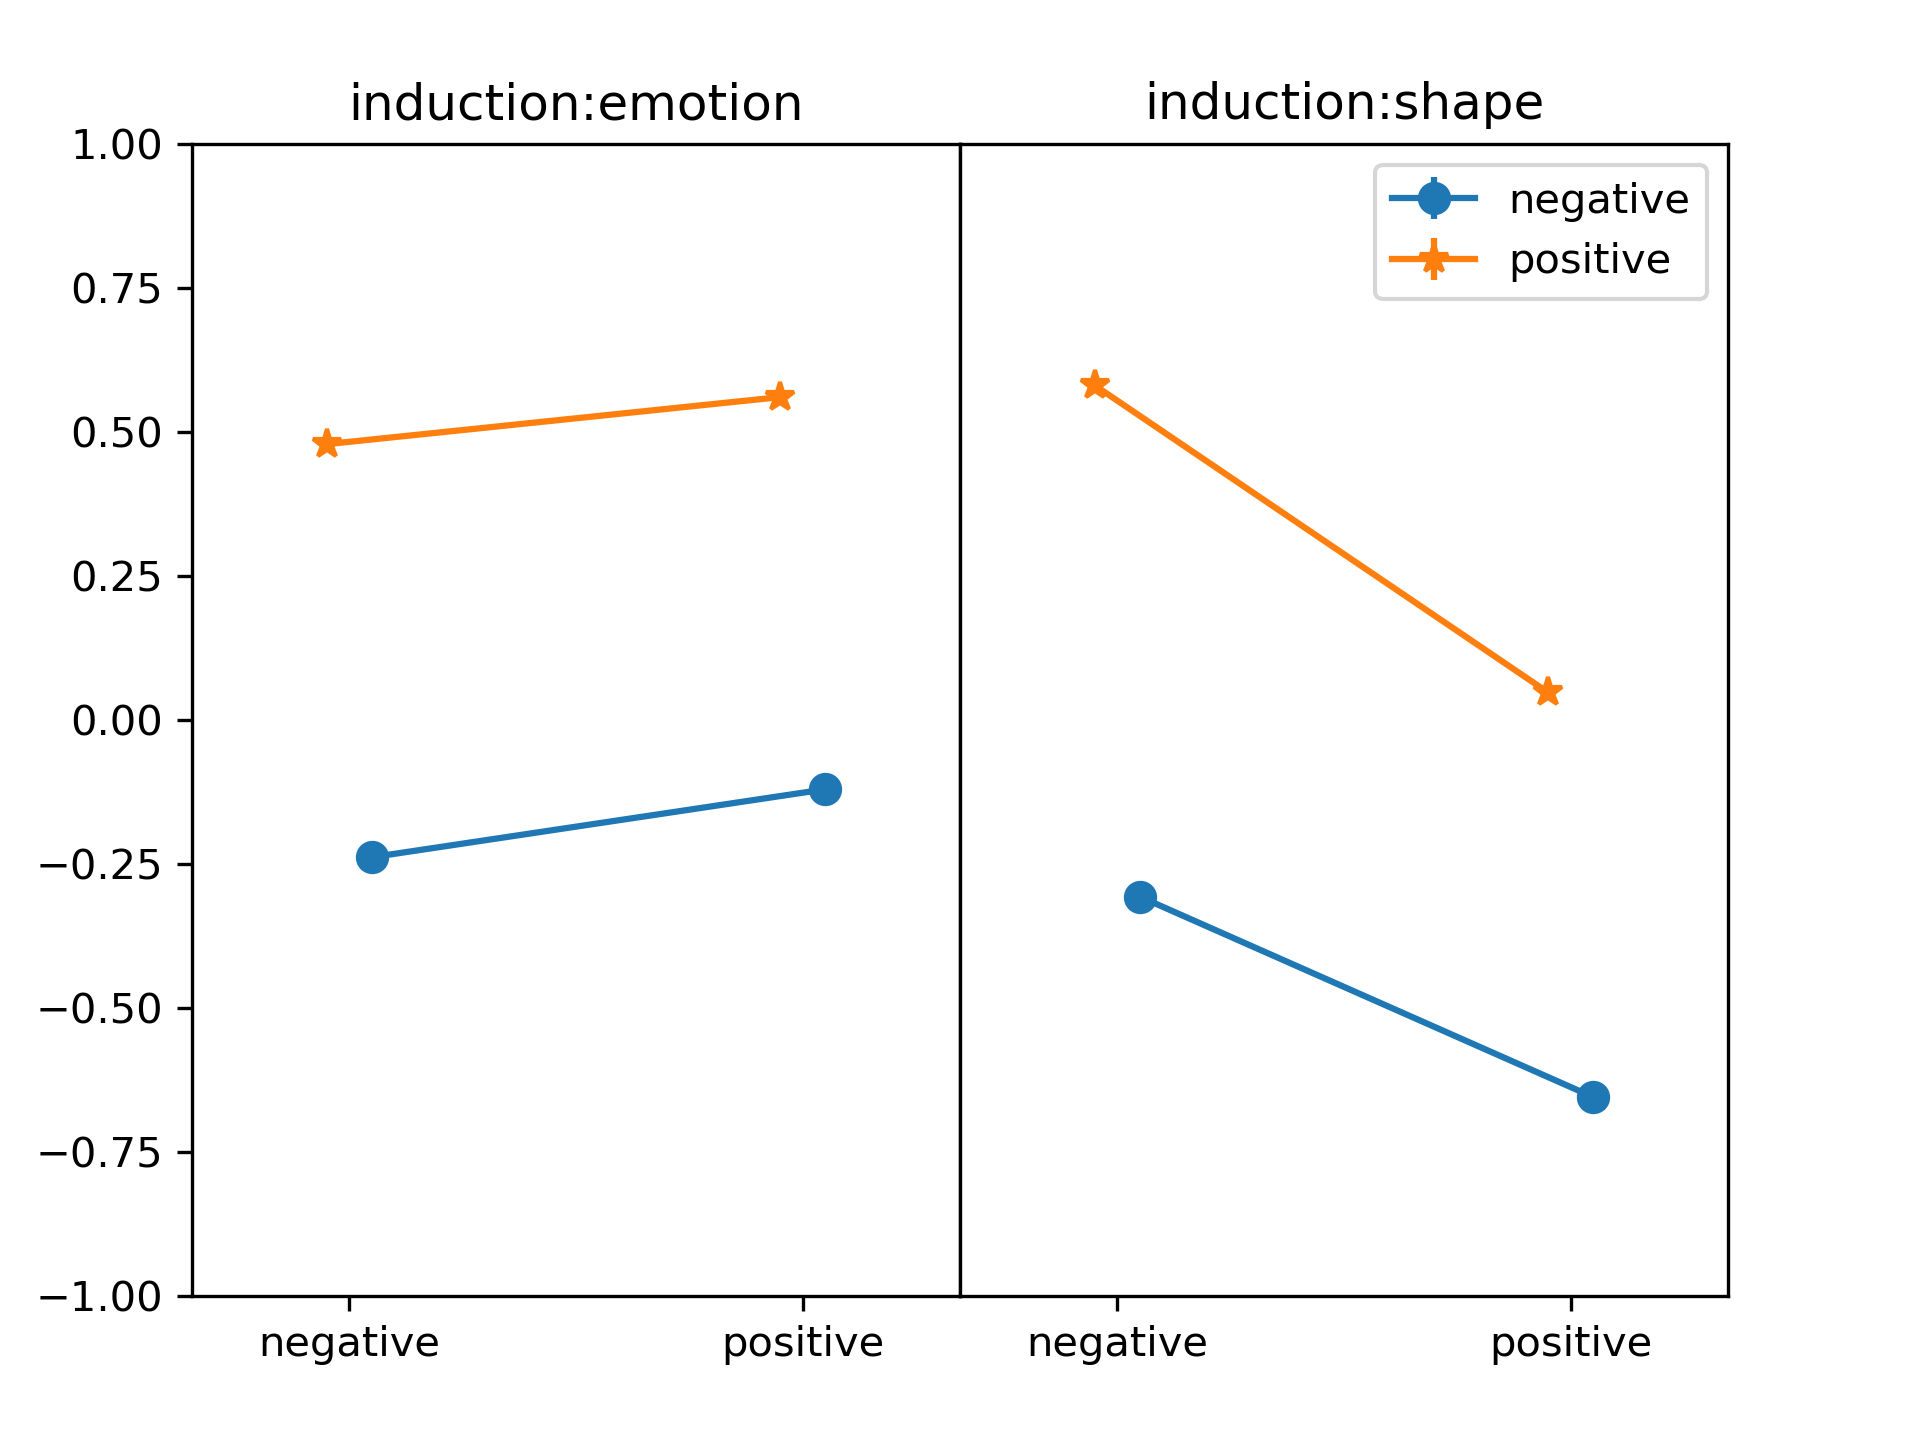 induction:emotion
induction:shape
negative
positive
1.00
0.75
0.50
0.25
0.00
−0.25
−0.50
−0.75
−1.00
negative positive negative positive